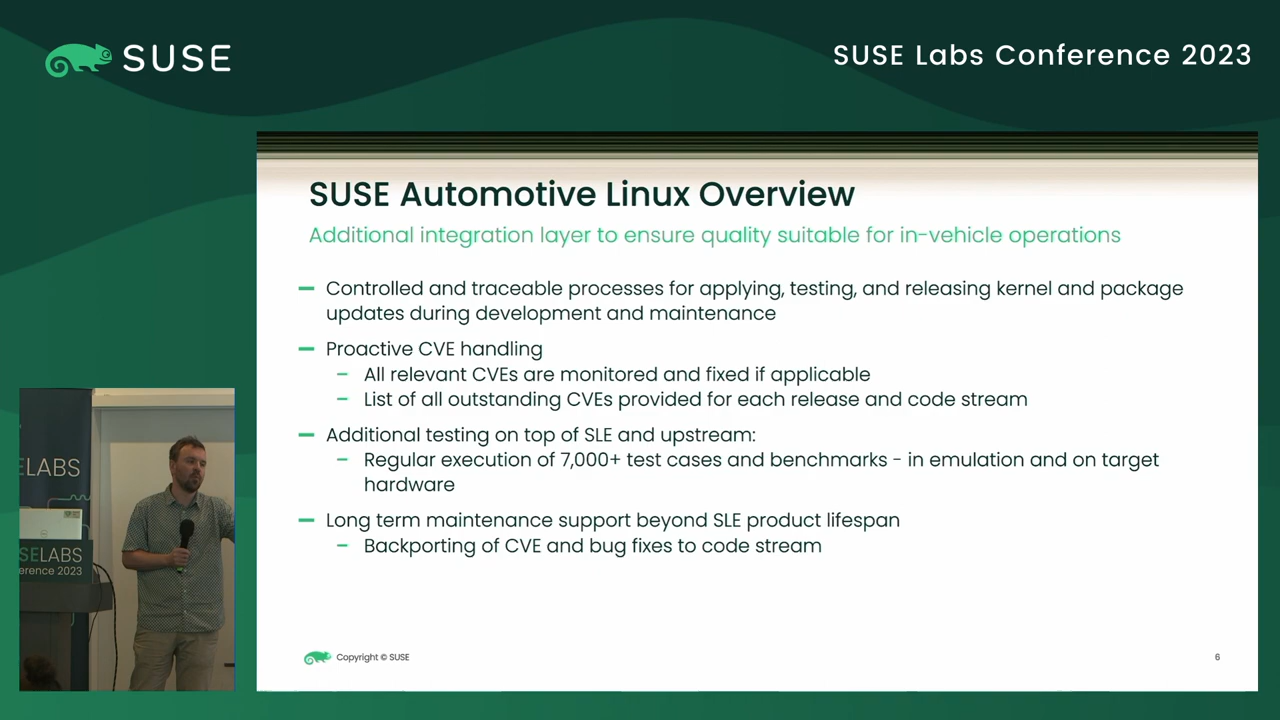 SUSE
SUSE Labs Conference 2023
SUSE Automotive Linux Overview
Additional integration layer to ensure quality suitable for in-vehicle operations
Controlled and traceable processes for applying, testing, and releasing kernel and package
updates during development and maintenance
Proactive CVE handling
All relevant CVEs are monitored and fixed if applicable
List of all outstanding CVEs provided for each release and code stream
Additional testing on top of SLE and upstream:
Regular execution of 7,000+ test cases and benchmarks - in emulation and on target
hardware
Long term maintenance support beyond SLE product lifespan
Backporting of CVE and bug fixes to code stream
Copyright © SUSE
6
ELABS
SELABS
erence 2023